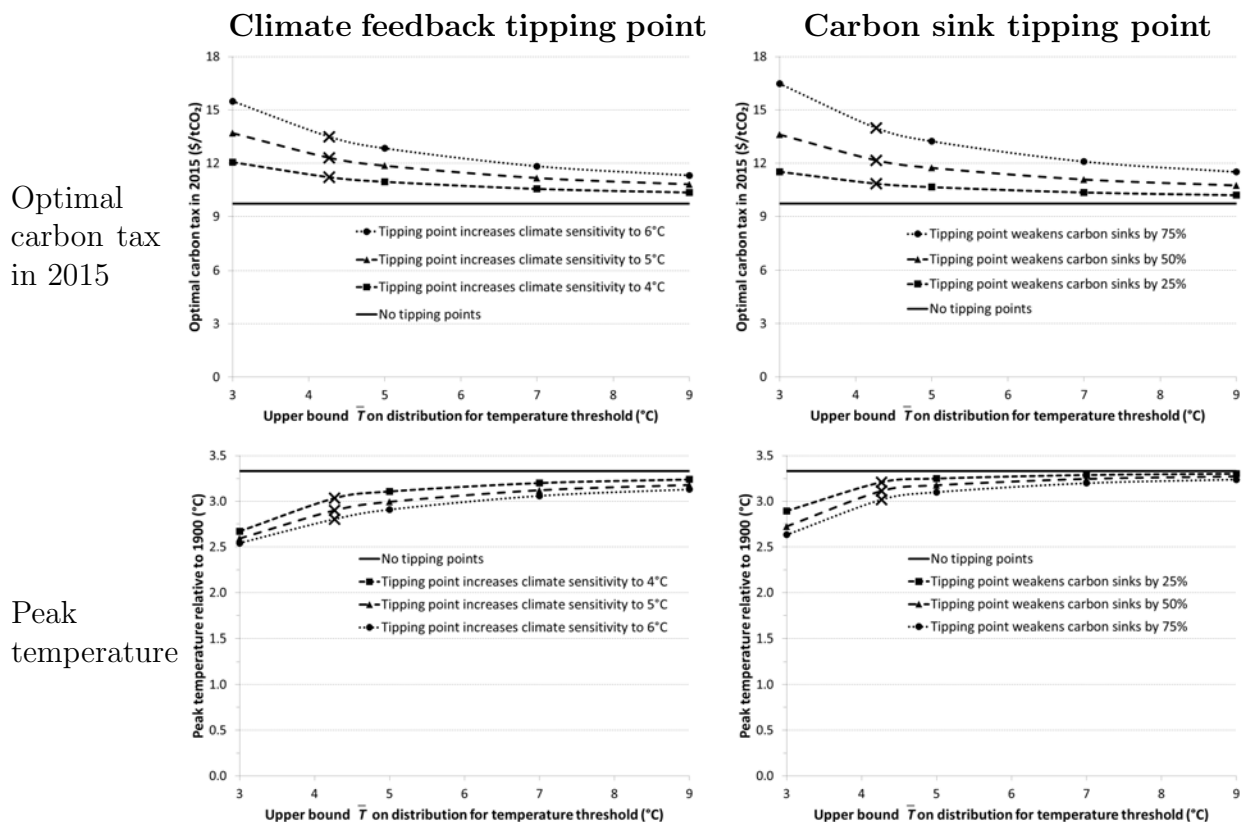 Climate feedback tipping point
Carbon sink tipping point
Optimal
carbon tax
in 2015
Optimal carbon tax in 2015 ($/tCO₂)
18
15
12
9
6
3
0
Tipping point increases climate sensitivity to 6°C
Tipping point increases climate sensitivity to 5°C
Tipping point increases climate sensitivity to 4°C
No tipping points
3 4 5 6 7 8 9
Upper bound T̅ on distribution for temperature threshold (°C)
Optimal carbon tax in 2015 ($/tCO₂)
18
15
12
9
6
3
0
Tipping point weakens carbon sinks by 75%
Tipping point weakens carbon sinks by 50%
Tipping point weakens carbon sinks by 25%
No tipping points
3 4 5 6 7 8 9
Upper bound T̅ on distribution for temperature threshold (°C)
Peak
temperature
Peak temperature relative to 1900 (°C)
3.5
3.0
2.5
2.0
1.5
1.0
0.5
0.0
No tipping points
Tipping point increases climate sensitivity to 4°C
Tipping point increases climate sensitivity to 5°C
Tipping point increases climate sensitivity to 6°C
3 4 5 6 7 8 9
Upper bound T̅ on distribution for temperature threshold (°C)
Peak temperature relative to 1900 (°C)
3.5
3.0
2.5
2.0
1.5
1.0
0.5
0.0
No tipping points
Tipping point weakens carbon sinks by 25%
Tipping point weakens carbon sinks by 50%
Tipping point weakens carbon sinks by 75%
3 4 5 6 7 8 9
Upper bound T̅ on distribution for temperature threshold (°C)